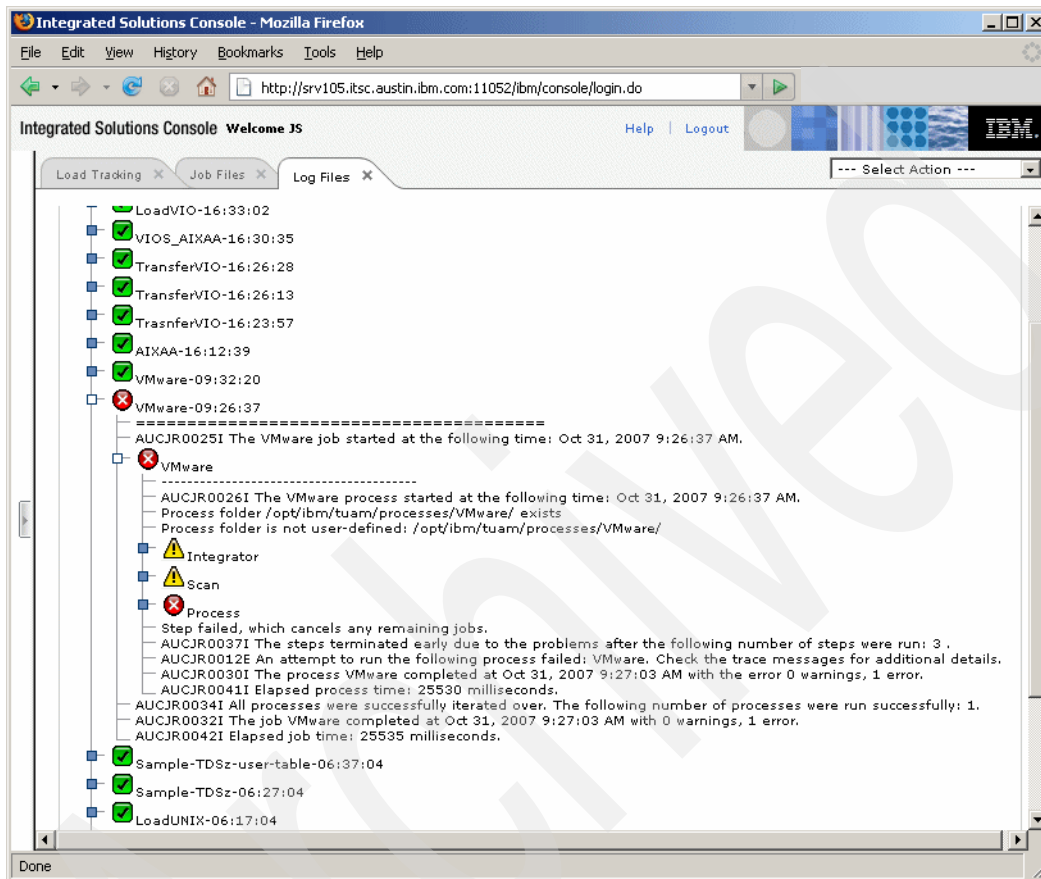 Integrated Solutions Console - Mozilla Firefox
File Edit View History Bookmarks Tools Help
http://srv105.itsc.austin.ibm.com:11052/ibm/console/login.do
Integrated Solutions Console Welcome JS Help | Logout IBM.
Load Tracking Job Files Log Files --- Select Action ---
LoadVIO-16:33:02
VIOS_AIXAA-16:30:35
TransferVIO-16:26:28
TransferVIO-16:26:13
TrasnferVIO-16:23:57
AIXAA-16:12:39
VMware-09:32:20
VMware-09:26:37
=========================================
AUCJR0025I The VMware job started at the following time: Oct 31, 2007 9:26:37 AM.
VMware
-------------------------------------
AUCJR0026I The VMware process started at the following time: Oct 31, 2007 9:26:37 AM.
Process folder /opt/ibm/tuam/processes/VMware/ exists
Process folder is not user-defined: /opt/ibm/tuam/processes/VMware/
Integrator
Scan
Process
Step failed, which cancels any remaining jobs.
AUCJR0037I The steps terminated early due to the problems after the following number of steps were run: 3 .
AUCJR0012E An attempt to run the following process failed: VMware. Check the trace messages for additional details.
AUCJR0030I The process VMware completed at Oct 31, 2007 9:27:03 AM with the error 0 warnings, 1 error.
AUCJR0041I Elapsed process time: 25530 milliseconds.
AUCJR0034I All processes were successfully iterated over. The following number of processes were run successfully: 1.
AUCJR0032I The job VMware completed at Oct 31, 2007 9:27:03 AM with 0 warnings, 1 error.
AUCJR0042I Elapsed job time: 25535 milliseconds.
Sample-TDSz-user-table-06:37:04
Sample-TDSz-06:27:04
LoadUNIX-06:17:04
Done